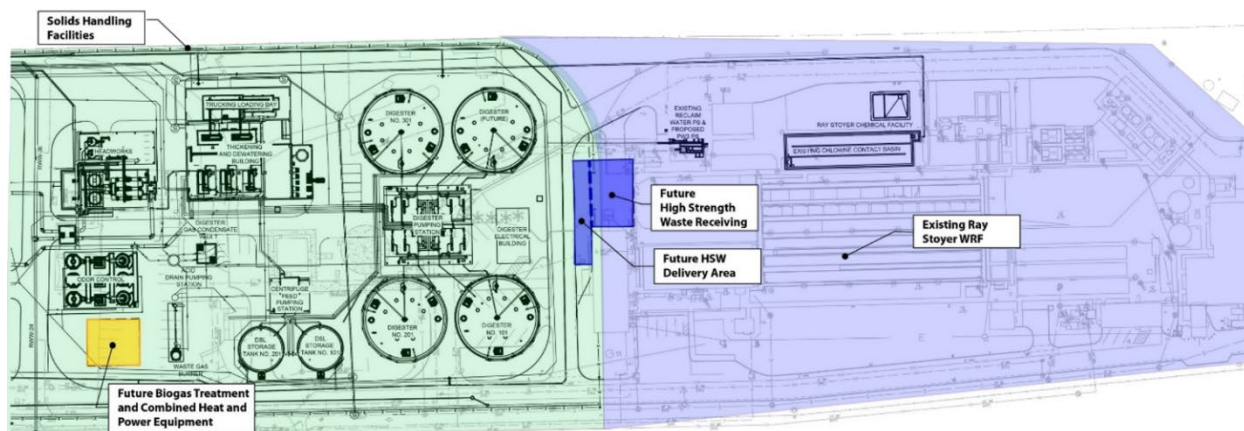 Solids Handling
Facilities
TRUCKING LOADING BAY
HEADWORKS
THICKENING
AND DEWATERING
BUILDING
DIGESTER
NO. 301
DIGESTER
(FUTURE)
EXISTING
RECLAIM
WATER PS &
PROPOSED
RAY STOYER CHEMICAL FACILITY
EXISTING CHLORINE CONTACT BASIN
Future
High Strength
Waste Receiving
Existing Ray
Stoyer WRF
DIGESTER
PUMPING
STATION
DIGESTER
ELECTRICAL
BUILDING
DIGESTER
GAS CONDENSATE
Future HSW
Delivery Area
ODOR CONTROL
DRAIN PUMPING
STATION
CENTRIFUGE
FEED
PUMPING
STATION
DIGESTER
NO. 201
DIGESTER
NO. 101
DSL
STORAGE
TANK NO. 201
DSL
STORAGE
TANK NO. 101
WASTE GAS
BURNER
Future Biogas Treatment
and Combined Heat and
Power Equipment